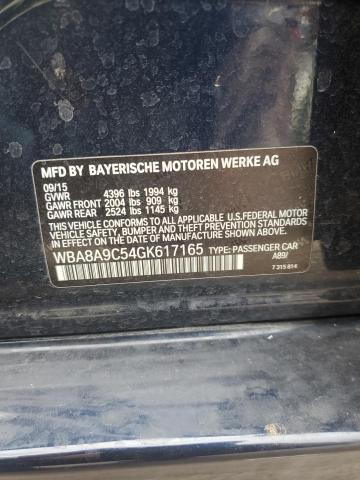 MFD BY BAYERISCHE MOTOREN WERKE AG
09/15
GVWR 4396 lbs 1994 kg
GAWR FRONT 2004 lbs 909 kg
GAWR REAR 2524 lbs 1145 kg
THIS VEHICLE CONFORMS TO ALL APPLICABLE U.S.FEDERAL MOTOR
VEHICLE SAFETY, BUMPER, AND THEFT PREVENTION STANDARDS
IN EFFECT ON THE DATE OF MANUFACTURE SHOWN ABOVE.
WBA8A9C54GK617165 TYPE: PASSENGER CAR
A89/
7 315 814